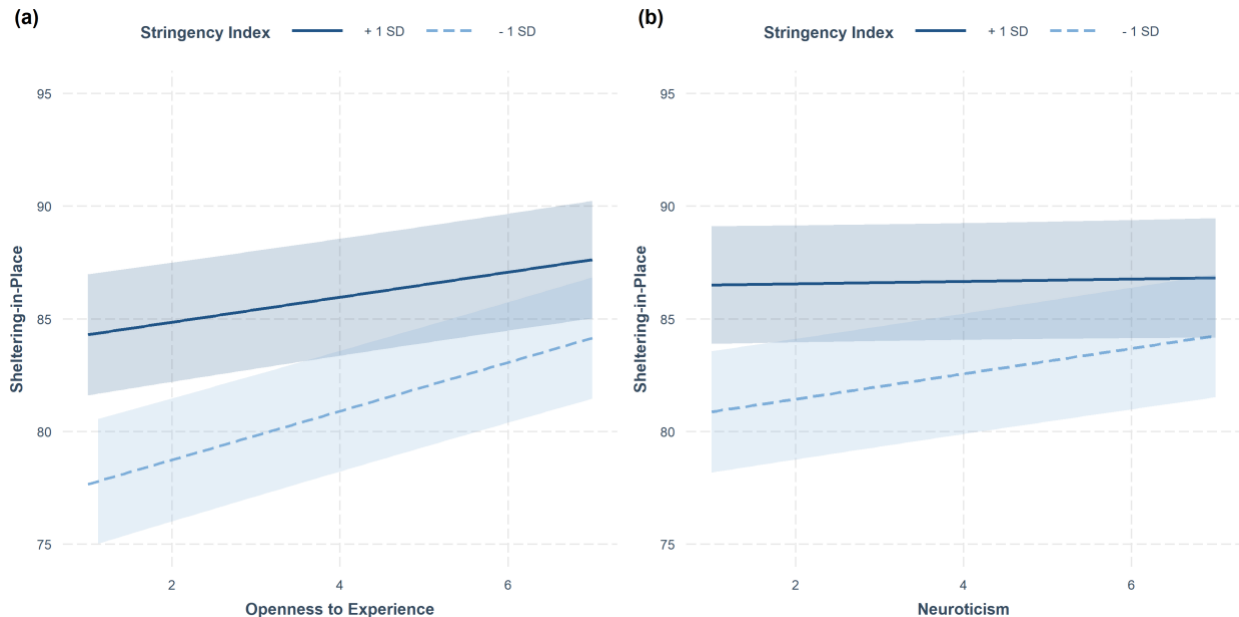 (a)
Stringency Index + 1 SD - 1 SD
95
90
85
80
75
Sheltering-in-Place
2 4 6
Openness to Experience
(b)
Stringency Index + 1 SD - 1 SD
95
90
85
80
75
Sheltering-in-Place
2 4 6
Neuroticism